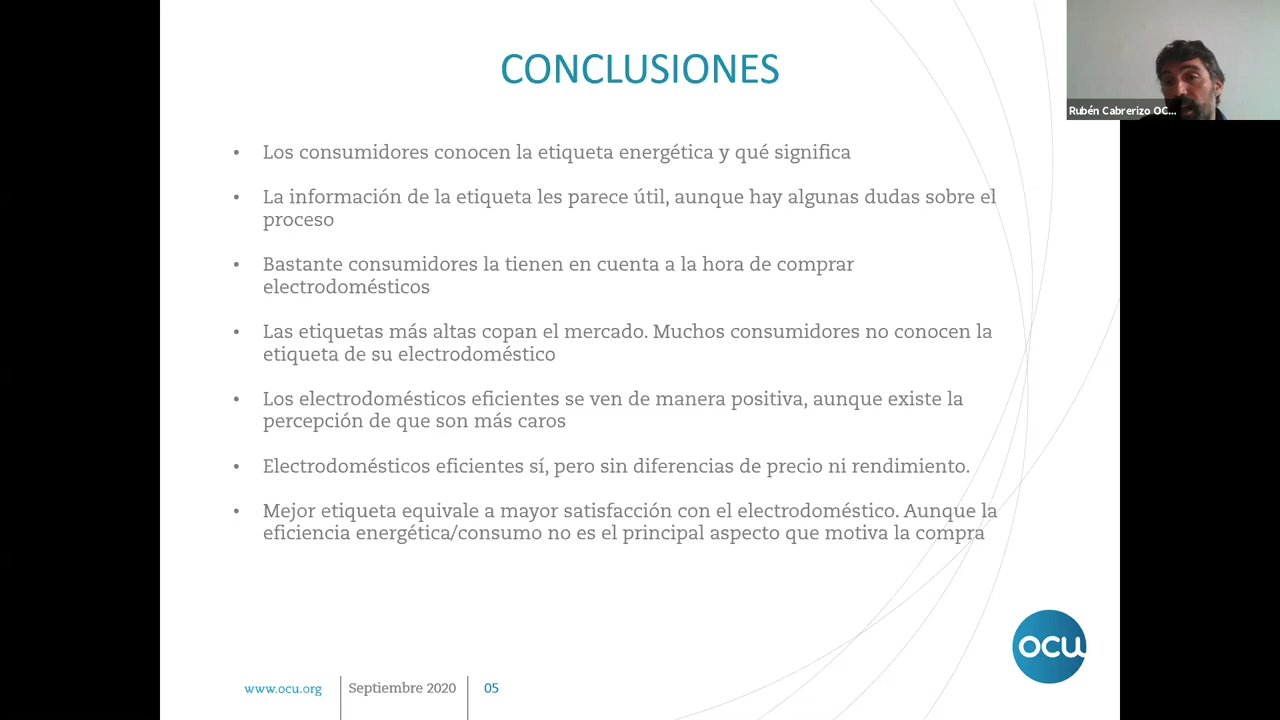 CONCLUSIONES
Rubén Cabrerizo OC...
• Los consumidores conocen la etiqueta energética y qué significa
• La información de la etiqueta les parece útil, aunque hay algunas dudas sobre el
proceso
• Bastante consumidores la tienen en cuenta a la hora de comprar
electrodomésticos
• Las etiquetas más altas copan el mercado. Muchos consumidores no conocen la
etiqueta de su electrodoméstico
• Los electrodomésticos eficientes se ven de manera positiva, aunque existe la
percepción de que son más caros
• Electrodomésticos eficientes sí, pero sin diferencias de precio ni rendimiento.
• Mejor etiqueta equivale a mayor satisfacción con el electrodoméstico. Aunque la
eficiencia energética/consumo no es el principal aspecto que motiva la compra
ocu
www.ocu.org
Septiembre 2020
05